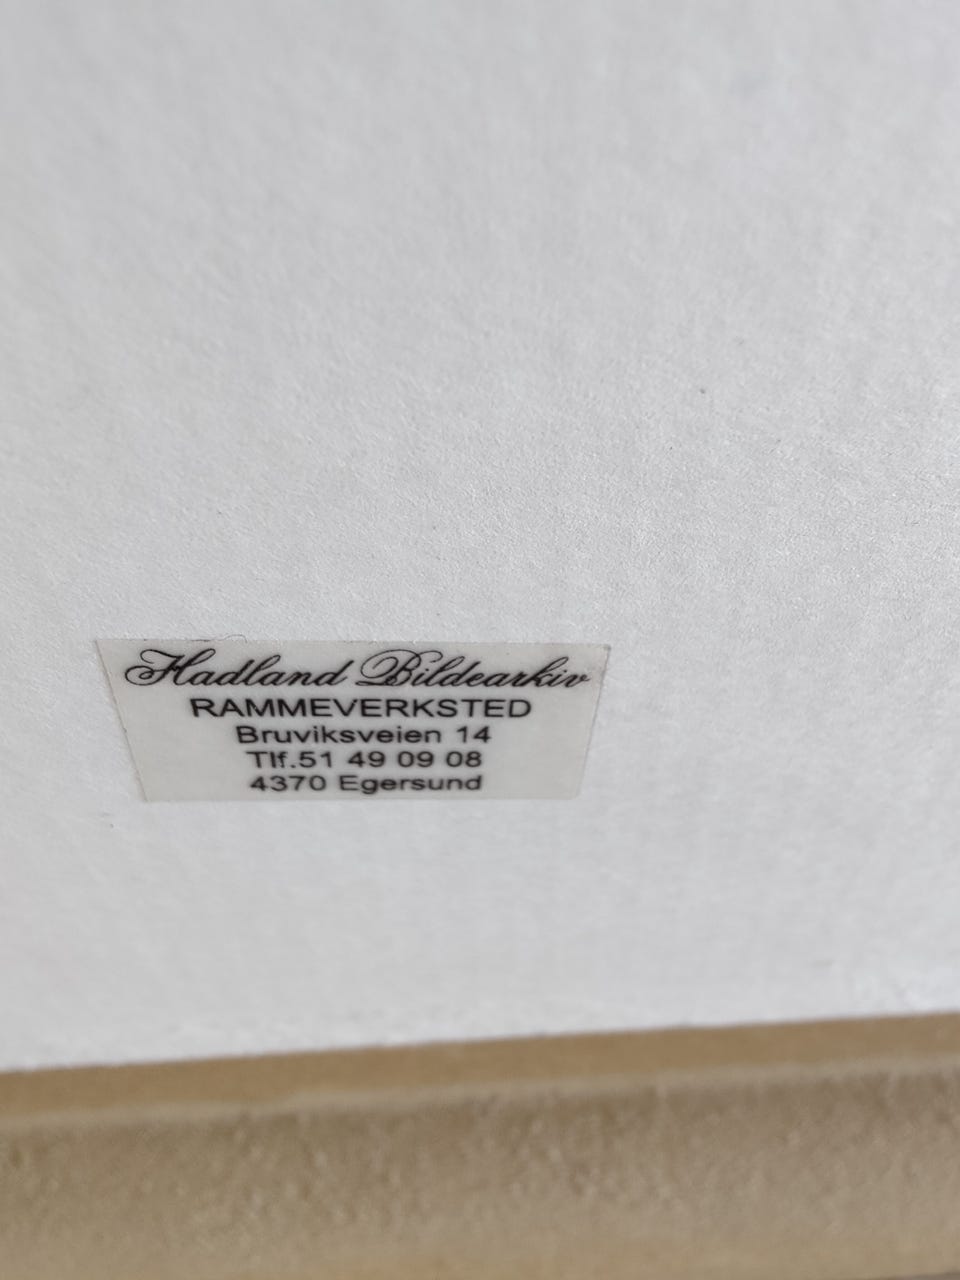 Hadland Bildearkiv
RAMMEVERKSTED
Bruviksveien 14
Tlf.51 49 09 08
4370 Egersund